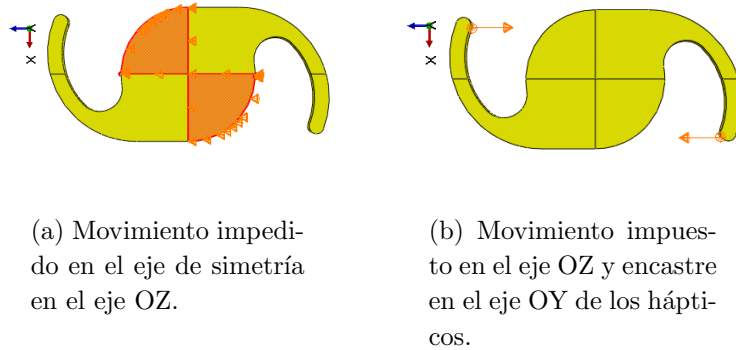 X
X
(a) Movimiento impedi-
do en el eje de simetría
en el eje OZ.
(b) Movimiento impues-
to en el eje OZ y encastre
en el eje OY de los hápti-
cos.